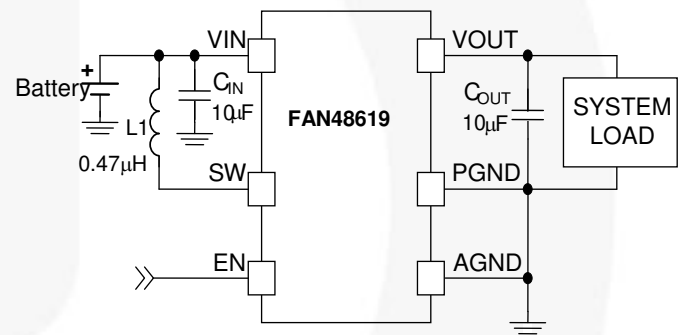 VIN
VOUT
+
Battery
CIN
10µF
L1
0.47µH
FAN48619
COUT
10µF
SYSTEM
LOAD
SW
PGND
EN
AGND